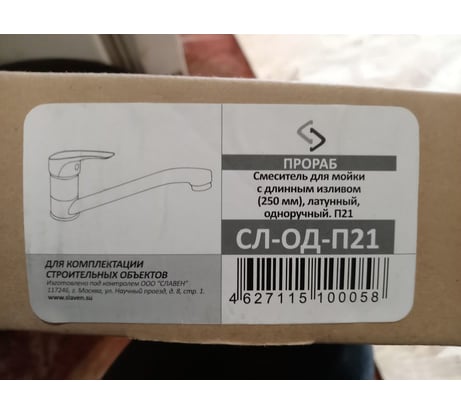 ПРОРАБ
Смеситель для мойки
с длинным изливом
(250 мм), латунный,
одноручный. П21
СЛ-ОД-П21
ДЛЯ КОМПЛЕКТАЦИИ
СТРОИТЕЛЬНЫХ ОБЪЕКТОВ
Изготовлено под контролем ООО "СЛАВЕН"
117246, г. Москва, ул. Научный проезд, д. 8, стр. 1.
www.slaven.su
4 627115 100058